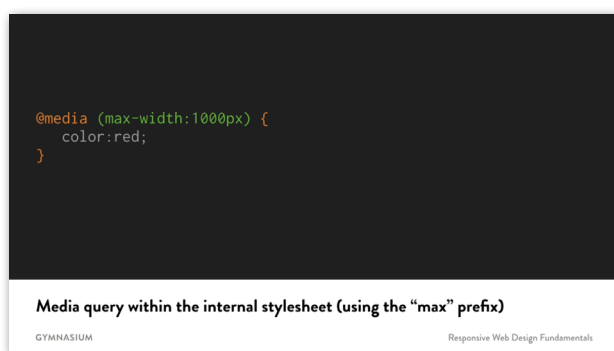 @media (max-width:1000px) {
color:red;
}
Media query within the internal stylesheet (using the “max” prefix)
GYMNASIUM
Responsive Web Design Fundamentals